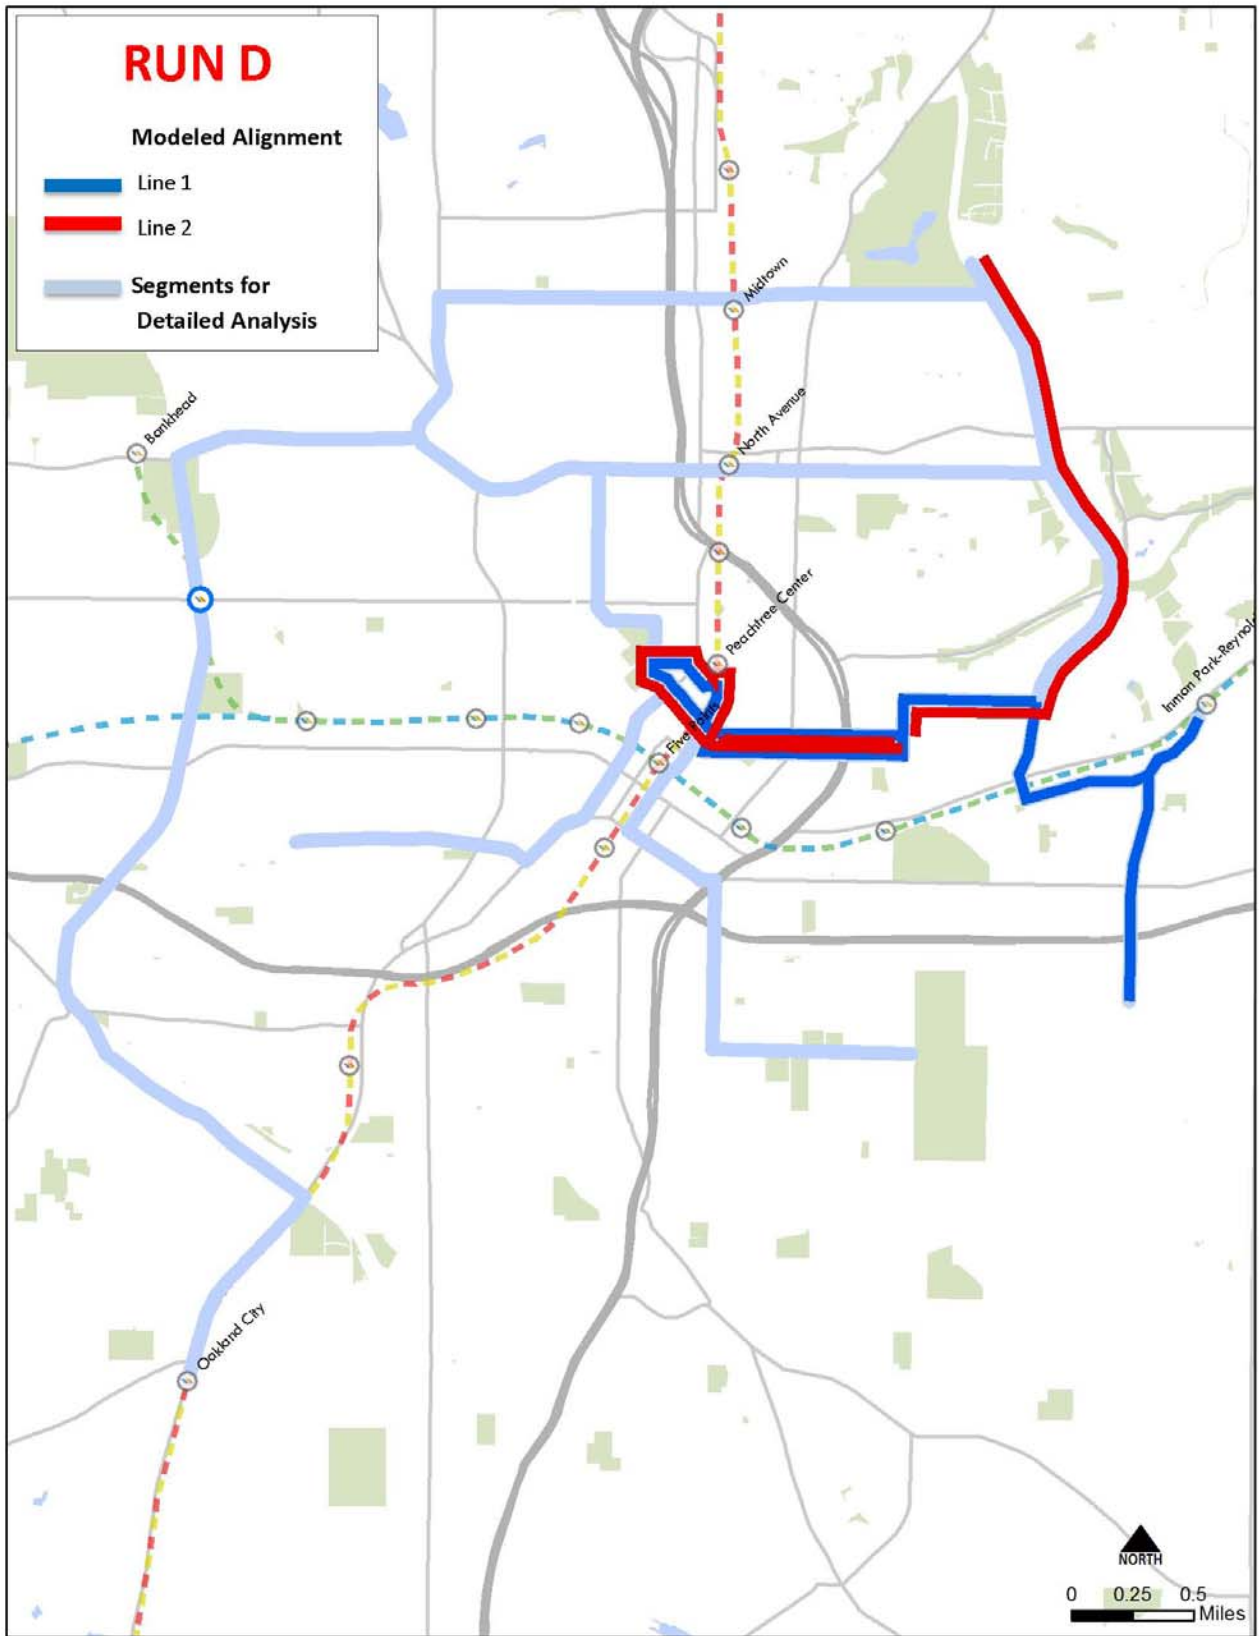 RUN D
Modeled Alignment
Line 1
Line 2
Segments for
Detailed Analysis
Midtown
Bankhead
North Avenue
Peachtree Center
Inman Park-Reynol
Five Points
Oakland City
NORTH
0 0.25 0.5
Miles